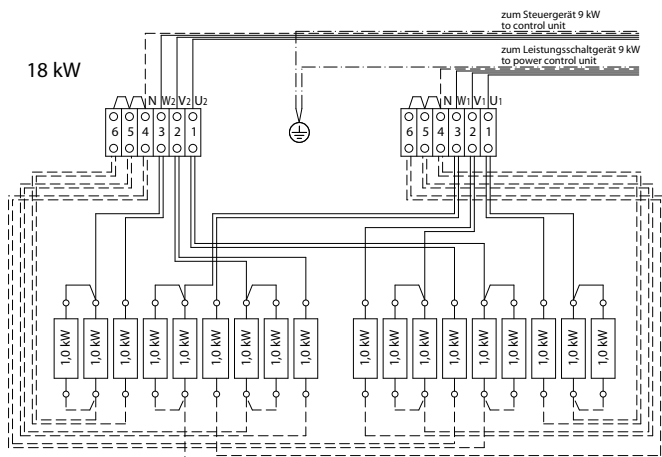 zum Steuergerät 9 kW
to control unit
zum Leistungsschaltgerät 9 kW
to power control unit
18 kW
N W2 V2 U2
6 5 4 3 2 1
N W1 V1 U1
6 5 4 3 2 1
1,0 kW 1,0 kW 1,0 kW 1,0 kW 1,0 kW 1,0 kW 1,0 kW 1,0 kW 1,0 kW 1,0 kW 1,0 kW 1,0 kW 1,0 kW 1,0 kW 1,0 kW 1,0 kW 1,0 kW 1,0 kW